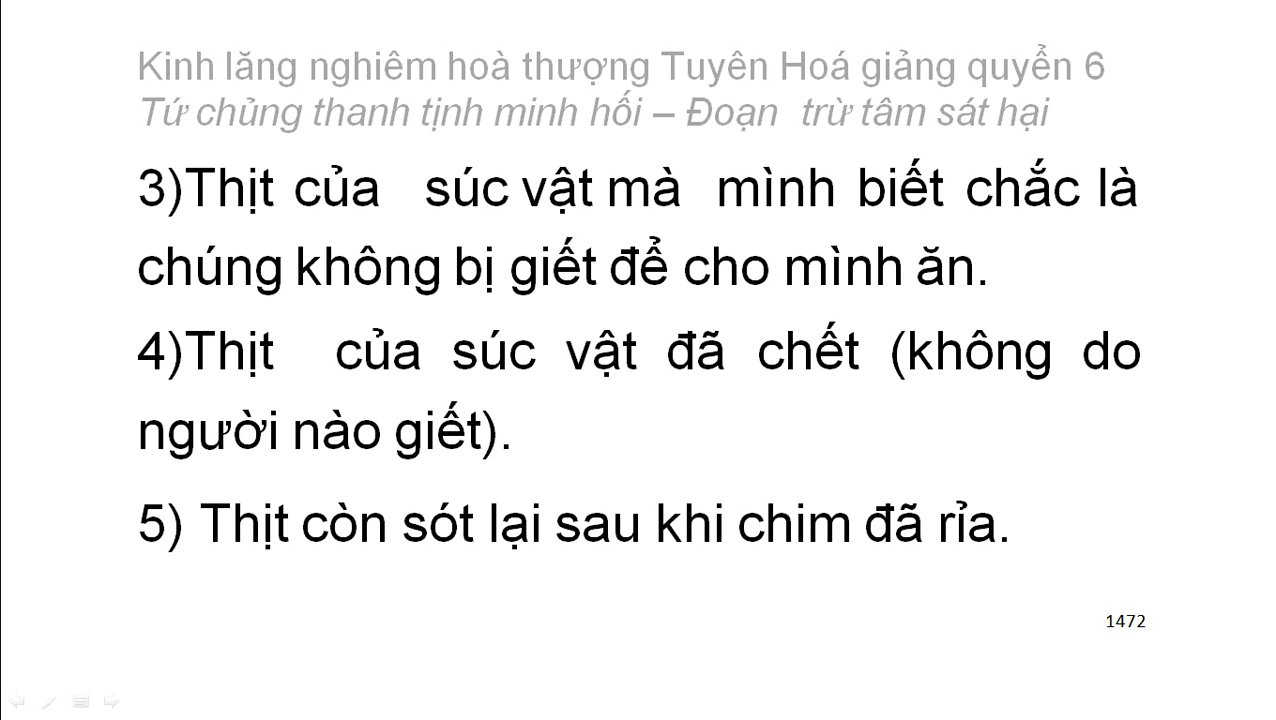 Kinh lăng nghiêm hoà thượng Tuyên Hoá giảng quyển 6
Tứ chủng thanh tịnh minh hối – Đoạn trừ tâm sát hại
3)Thịt của súc vật mà mình biết chắc là
chúng không bị giết để cho mình ăn.
4)Thịt của súc vật đã chết (không do
người nào giết).
5) Thịt còn sót lại sau khi chim đã rỉa.
1472